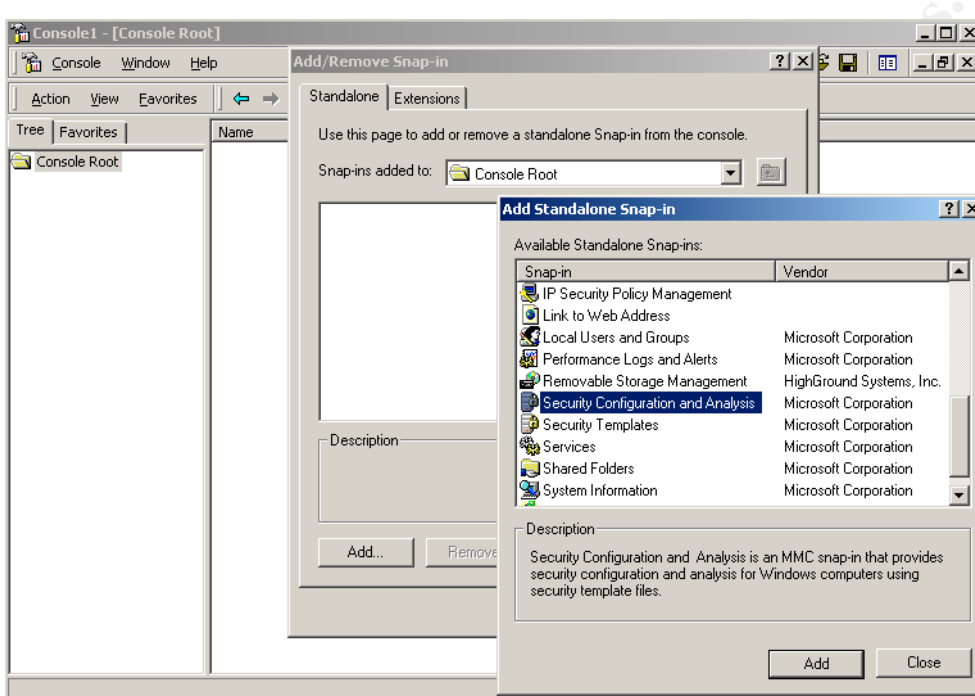 Console1 - [Console Root]
Console Window Help
Action View Favorites
Tree Favorites
Name
Console Root
Add/Remove Snap-in
Standalone Extensions
Use this page to add or remove a standalone Snap-in from the console.
Snap-ins added to: Console Root
Description
Add... Remove
Add Standalone Snap-in
Available Standalone Snap-ins:
Snap-in Vendor
IP Security Policy Management
Link to Web Address
Local Users and Groups Microsoft Corporation
Performance Logs and Alerts Microsoft Corporation
Removable Storage Management HighGround Systems, Inc.
Security Configuration and Analysis Microsoft Corporation
Security Templates Microsoft Corporation
Services Microsoft Corporation
Shared Folders Microsoft Corporation
System Information Microsoft Corporation
Description
Security Configuration and Analysis is an MMC snap-in that provides
security configuration and analysis for Windows computers using
security template files.
Add Close